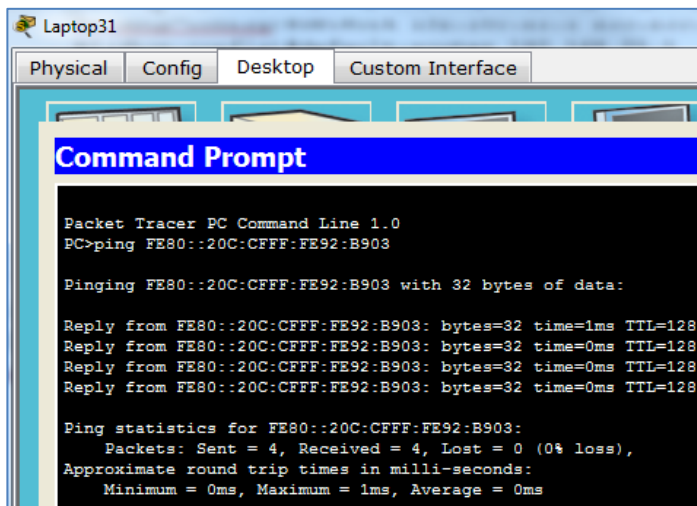 Laptop31
Physical Config Desktop Custom Interface
Command Prompt
Packet Tracer PC Command Line 1.0
PC>ping FE80::20C:CFFF:FE92:B903
Pinging FE80::20C:CFFF:FE92:B903 with 32 bytes of data:
Reply from FE80::20C:CFFF:FE92:B903: bytes=32 time=1ms TTL=128
Reply from FE80::20C:CFFF:FE92:B903: bytes=32 time=0ms TTL=128
Reply from FE80::20C:CFFF:FE92:B903: bytes=32 time=0ms TTL=128
Reply from FE80::20C:CFFF:FE92:B903: bytes=32 time=0ms TTL=128
Ping statistics for FE80::20C:CFFF:FE92:B903:
Packets: Sent = 4, Received = 4, Lost = 0 (0% loss),
Approximate round trip times in milli-seconds:
Minimum = 0ms, Maximum = 1ms, Average = 0ms